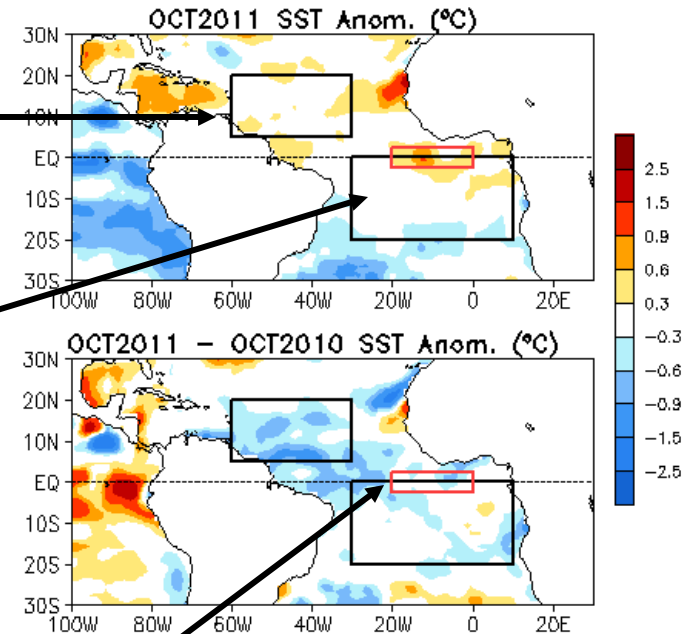 OCT2011 SST Anom. (°C)
30N
20N
10N
EQ
10S
20S
30S
100W 80W 60W 40W 20W 0 20E
OCT2011 – OCT2010 SST Anom. (°C)
30N
20N
10N
EQ
10S
20S
30S
100W 80W 60W 40W 20W 0 20E
2.5
1.5
0.9
0.6
0.3
−0.3
−0.6
−0.9
−1.5
−2.5